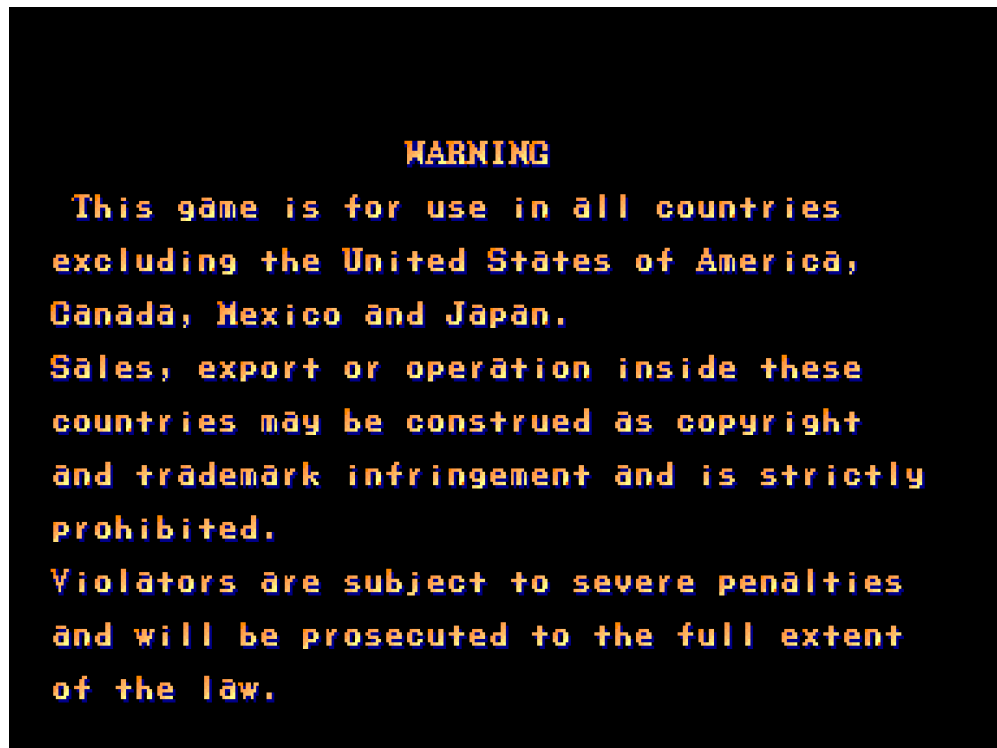 WARNING
This game is for use in all countries
excluding the United States of America,
Canada, Mexico and Japan.
Sales, export or operation inside these
countries may be construed as copyright
and trademark infringement and is strictly
prohibited.
Violators are subject to severe penalties
and will be prosecuted to the full extent
of the law.